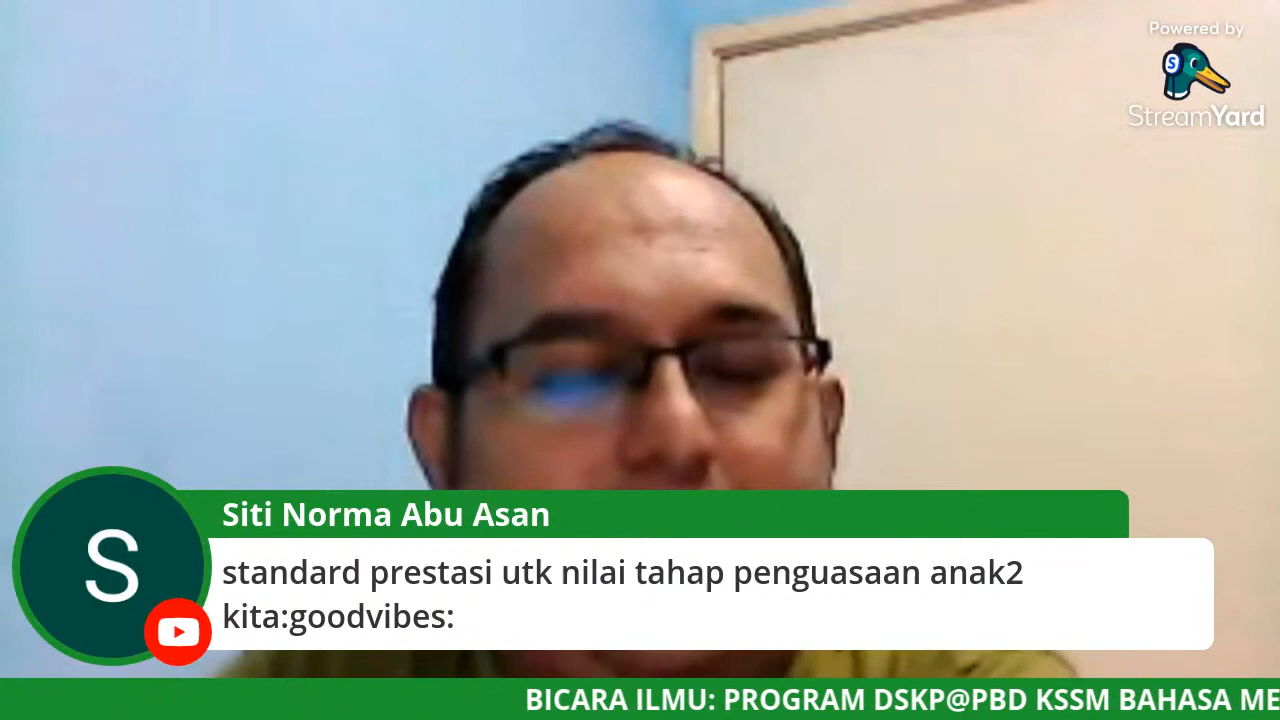 Powered by
StreamYard
Siti Norma Abu Asan
standard prestasi utk nilai tahap penguasaan anak2
kita:goodvibes:
S
BICARA ILMU: PROGRAM DSKP@PBD KSSM BAHASA ME